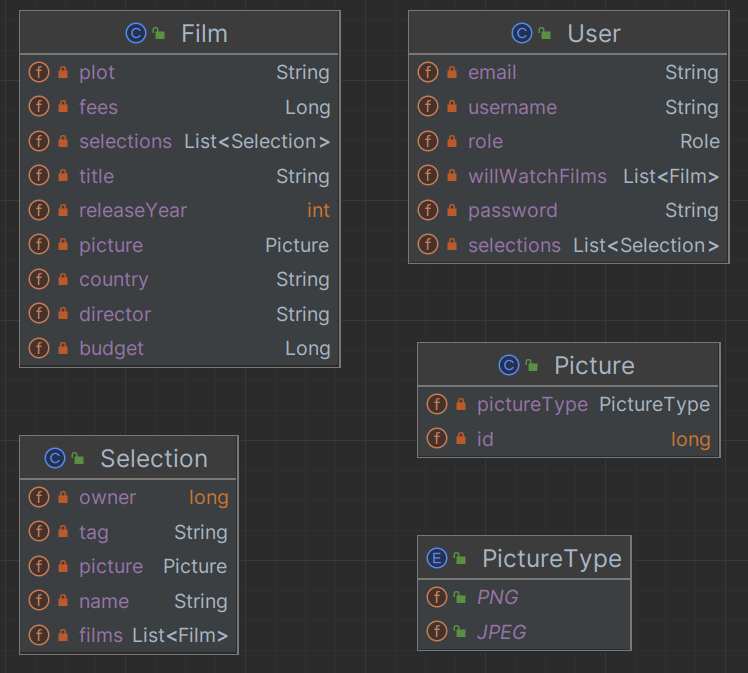 Film
plot String
fees Long
selections List<Selection>
title String
releaseYear int
picture Picture
country String
director String
budget Long
User
email String
username String
role Role
willWatchFilms List<Film>
password String
selections List<Selection>
Picture
pictureType PictureType
id long
Selection
owner long
tag String
picture Picture
name String
films List<Film>
PictureType
PNG
JPEG